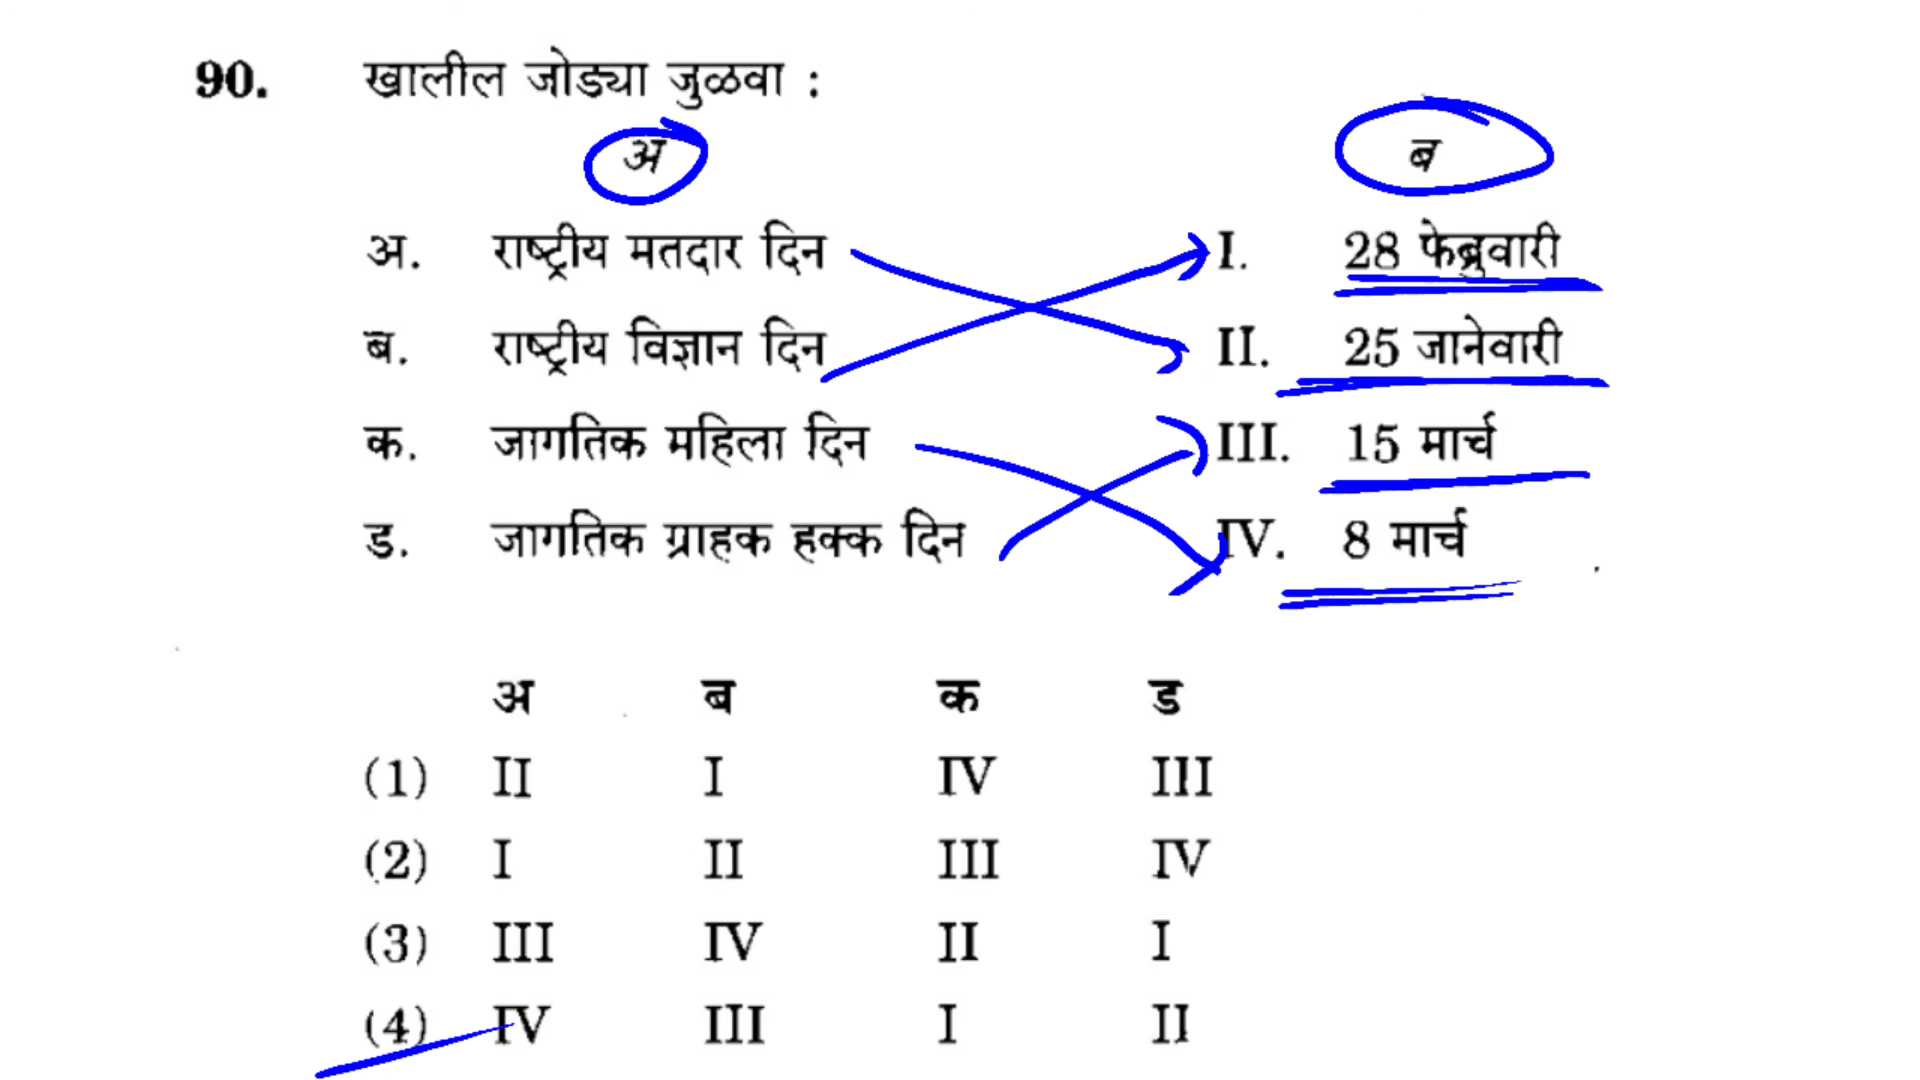 90. खालील जोड्या जुळवा :
अ ब
अ. राष्ट्रीय मतदार दिन I. 28 फेब्रुवारी
ब. राष्ट्रीय विज्ञान दिन II. 25 जानेवारी
क. जागतिक महिला दिन III. 15 मार्च
ड. जागतिक ग्राहक हक्क दिन IV. 8 मार्च
अ ब क ड
(1) II I IV III
(2) I II III IV
(3) III IV II I
(4) IV III I II